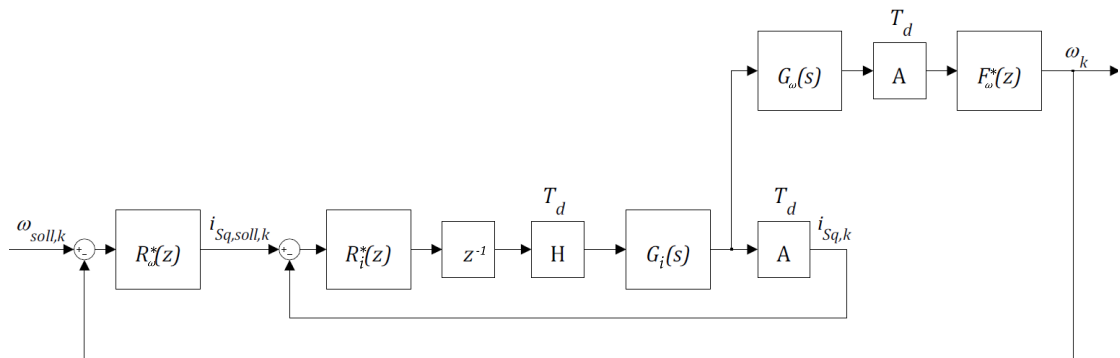 T_d
G_ω(s)
A
F*_ω(z)
ω_k
ω_soll,k
+
−
R*_ω(z)
i_Sq,soll,k
+
−
R*_i(z)
z⁻¹
T_d
H
G_i(s)
T_d
A
i_Sq,k